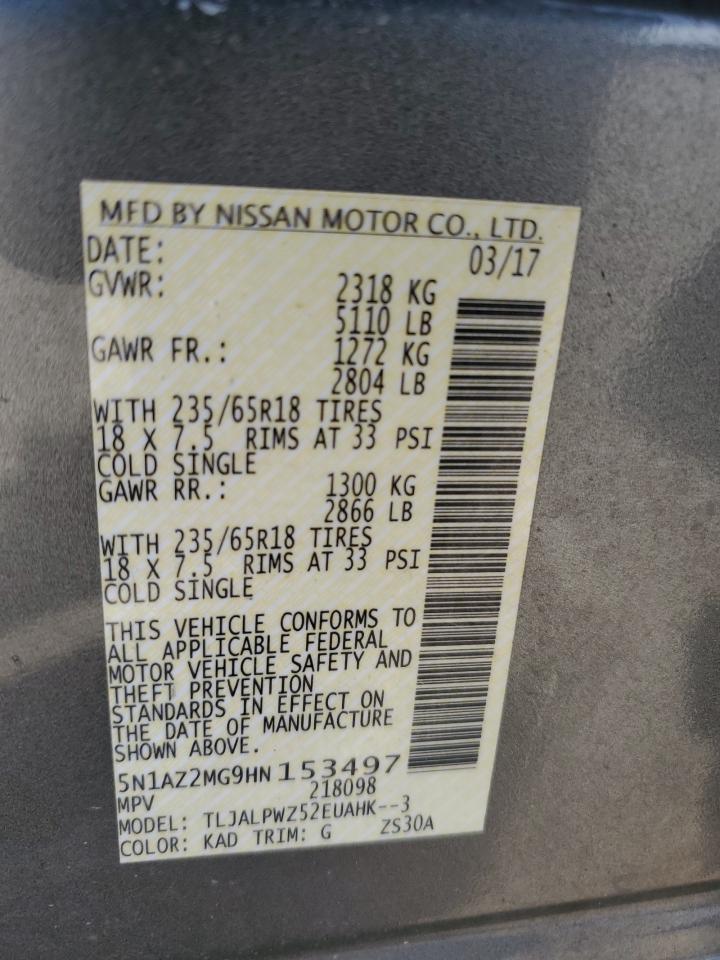 MFD BY NISSAN MOTOR CO., LTD.
DATE: 03/17
GVWR: 2318 KG
5110 LB
GAWR FR.: 1272 KG
2804 LB
WITH 235/65R18 TIRES
18 X 7.5 RIMS AT 33 PSI
COLD SINGLE
GAWR RR.: 1300 KG
2866 LB
WITH 235/65R18 TIRES
18 X 7.5 RIMS AT 33 PSI
COLD SINGLE
THIS VEHICLE CONFORMS TO
ALL APPLICABLE FEDERAL
MOTOR VEHICLE SAFETY AND
THEFT PREVENTION
STANDARDS IN EFFECT ON
THE DATE OF MANUFACTURE
SHOWN ABOVE.
5N1AZ2MG9HN153497
MPV 218098
MODEL: TLJALPWZ52EUAHK--3
COLOR: KAD TRIM: G ZS30A